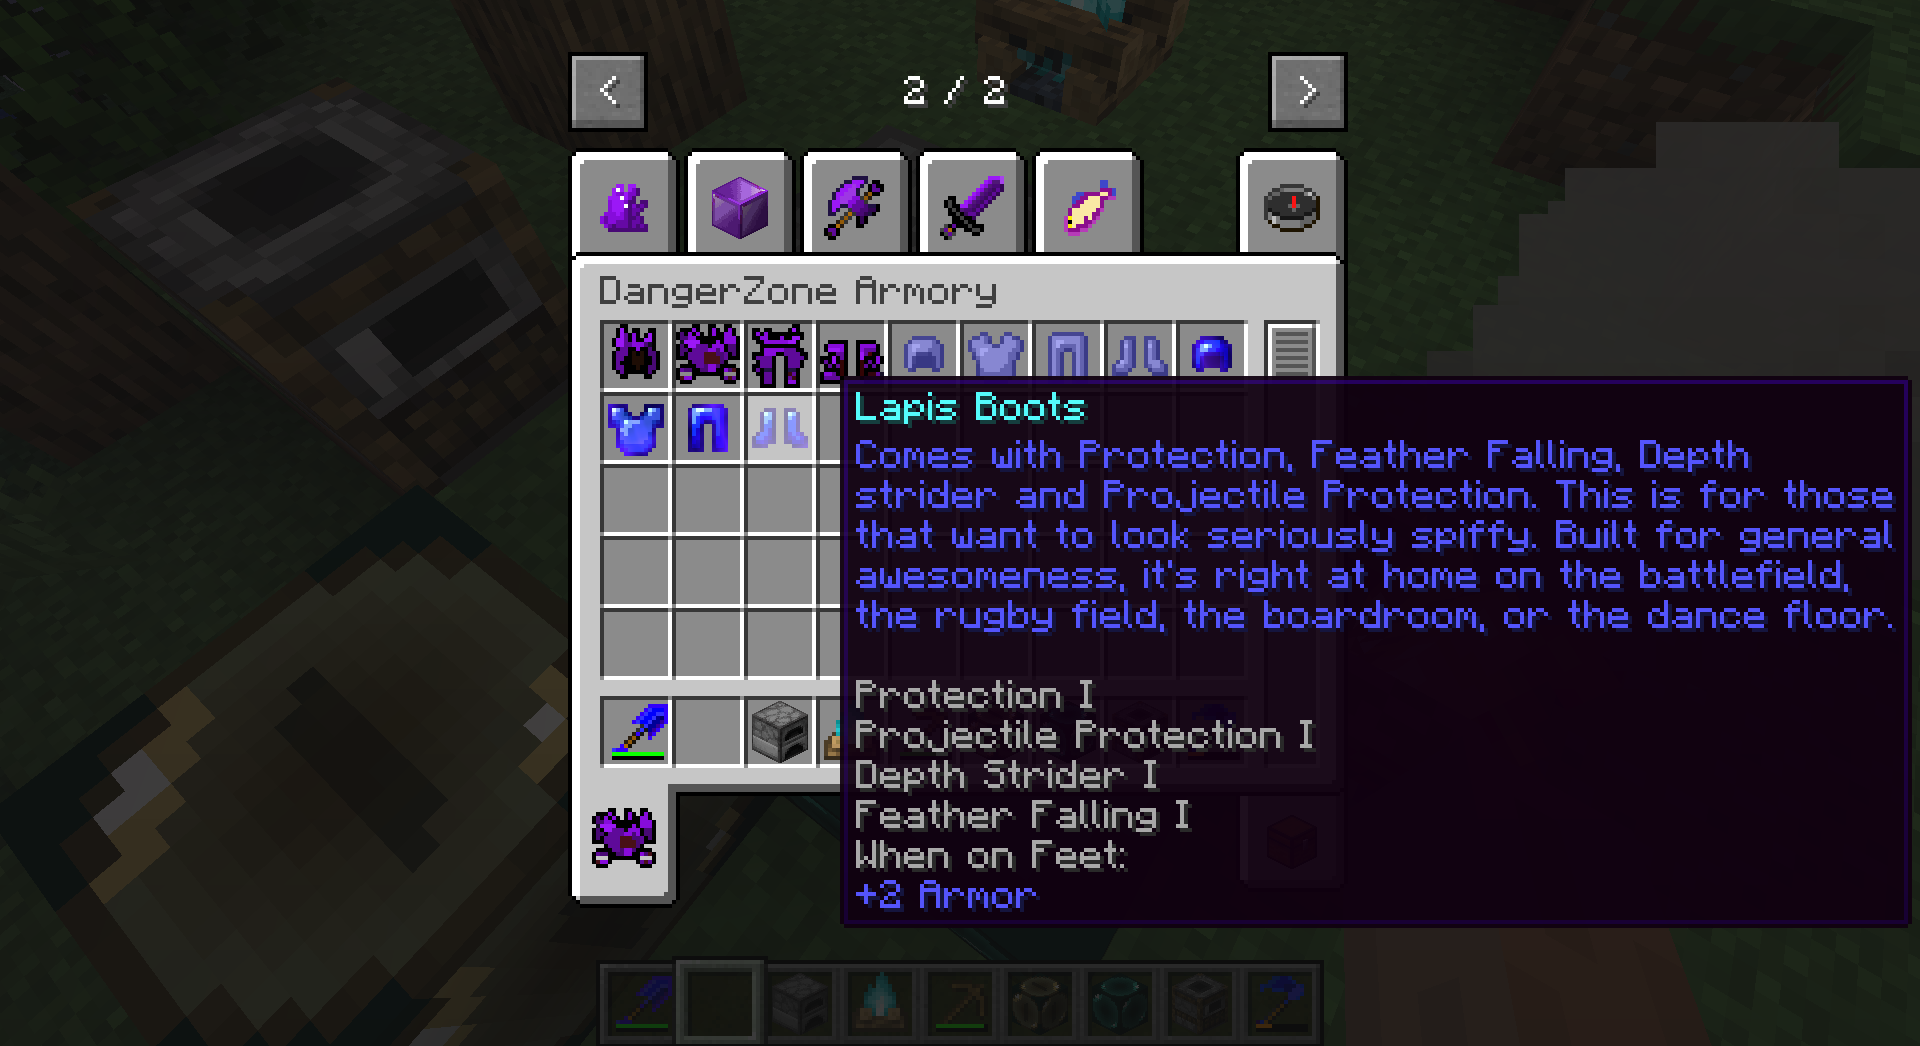 <
2 / 2
>
DangerZone Armory
Lapis Boots
Comes with Protection, Feather Falling, Depth
strider and Projectile Protection. This is for those
that want to look seriously spiffy. Built for general
awesomeness, it's right at home on the battlefield,
the rugby field, the boardroom, or the dance floor.
Protection I
Projectile Protection I
Depth Strider I
Feather Falling I
When on Feet:
+2 Armor